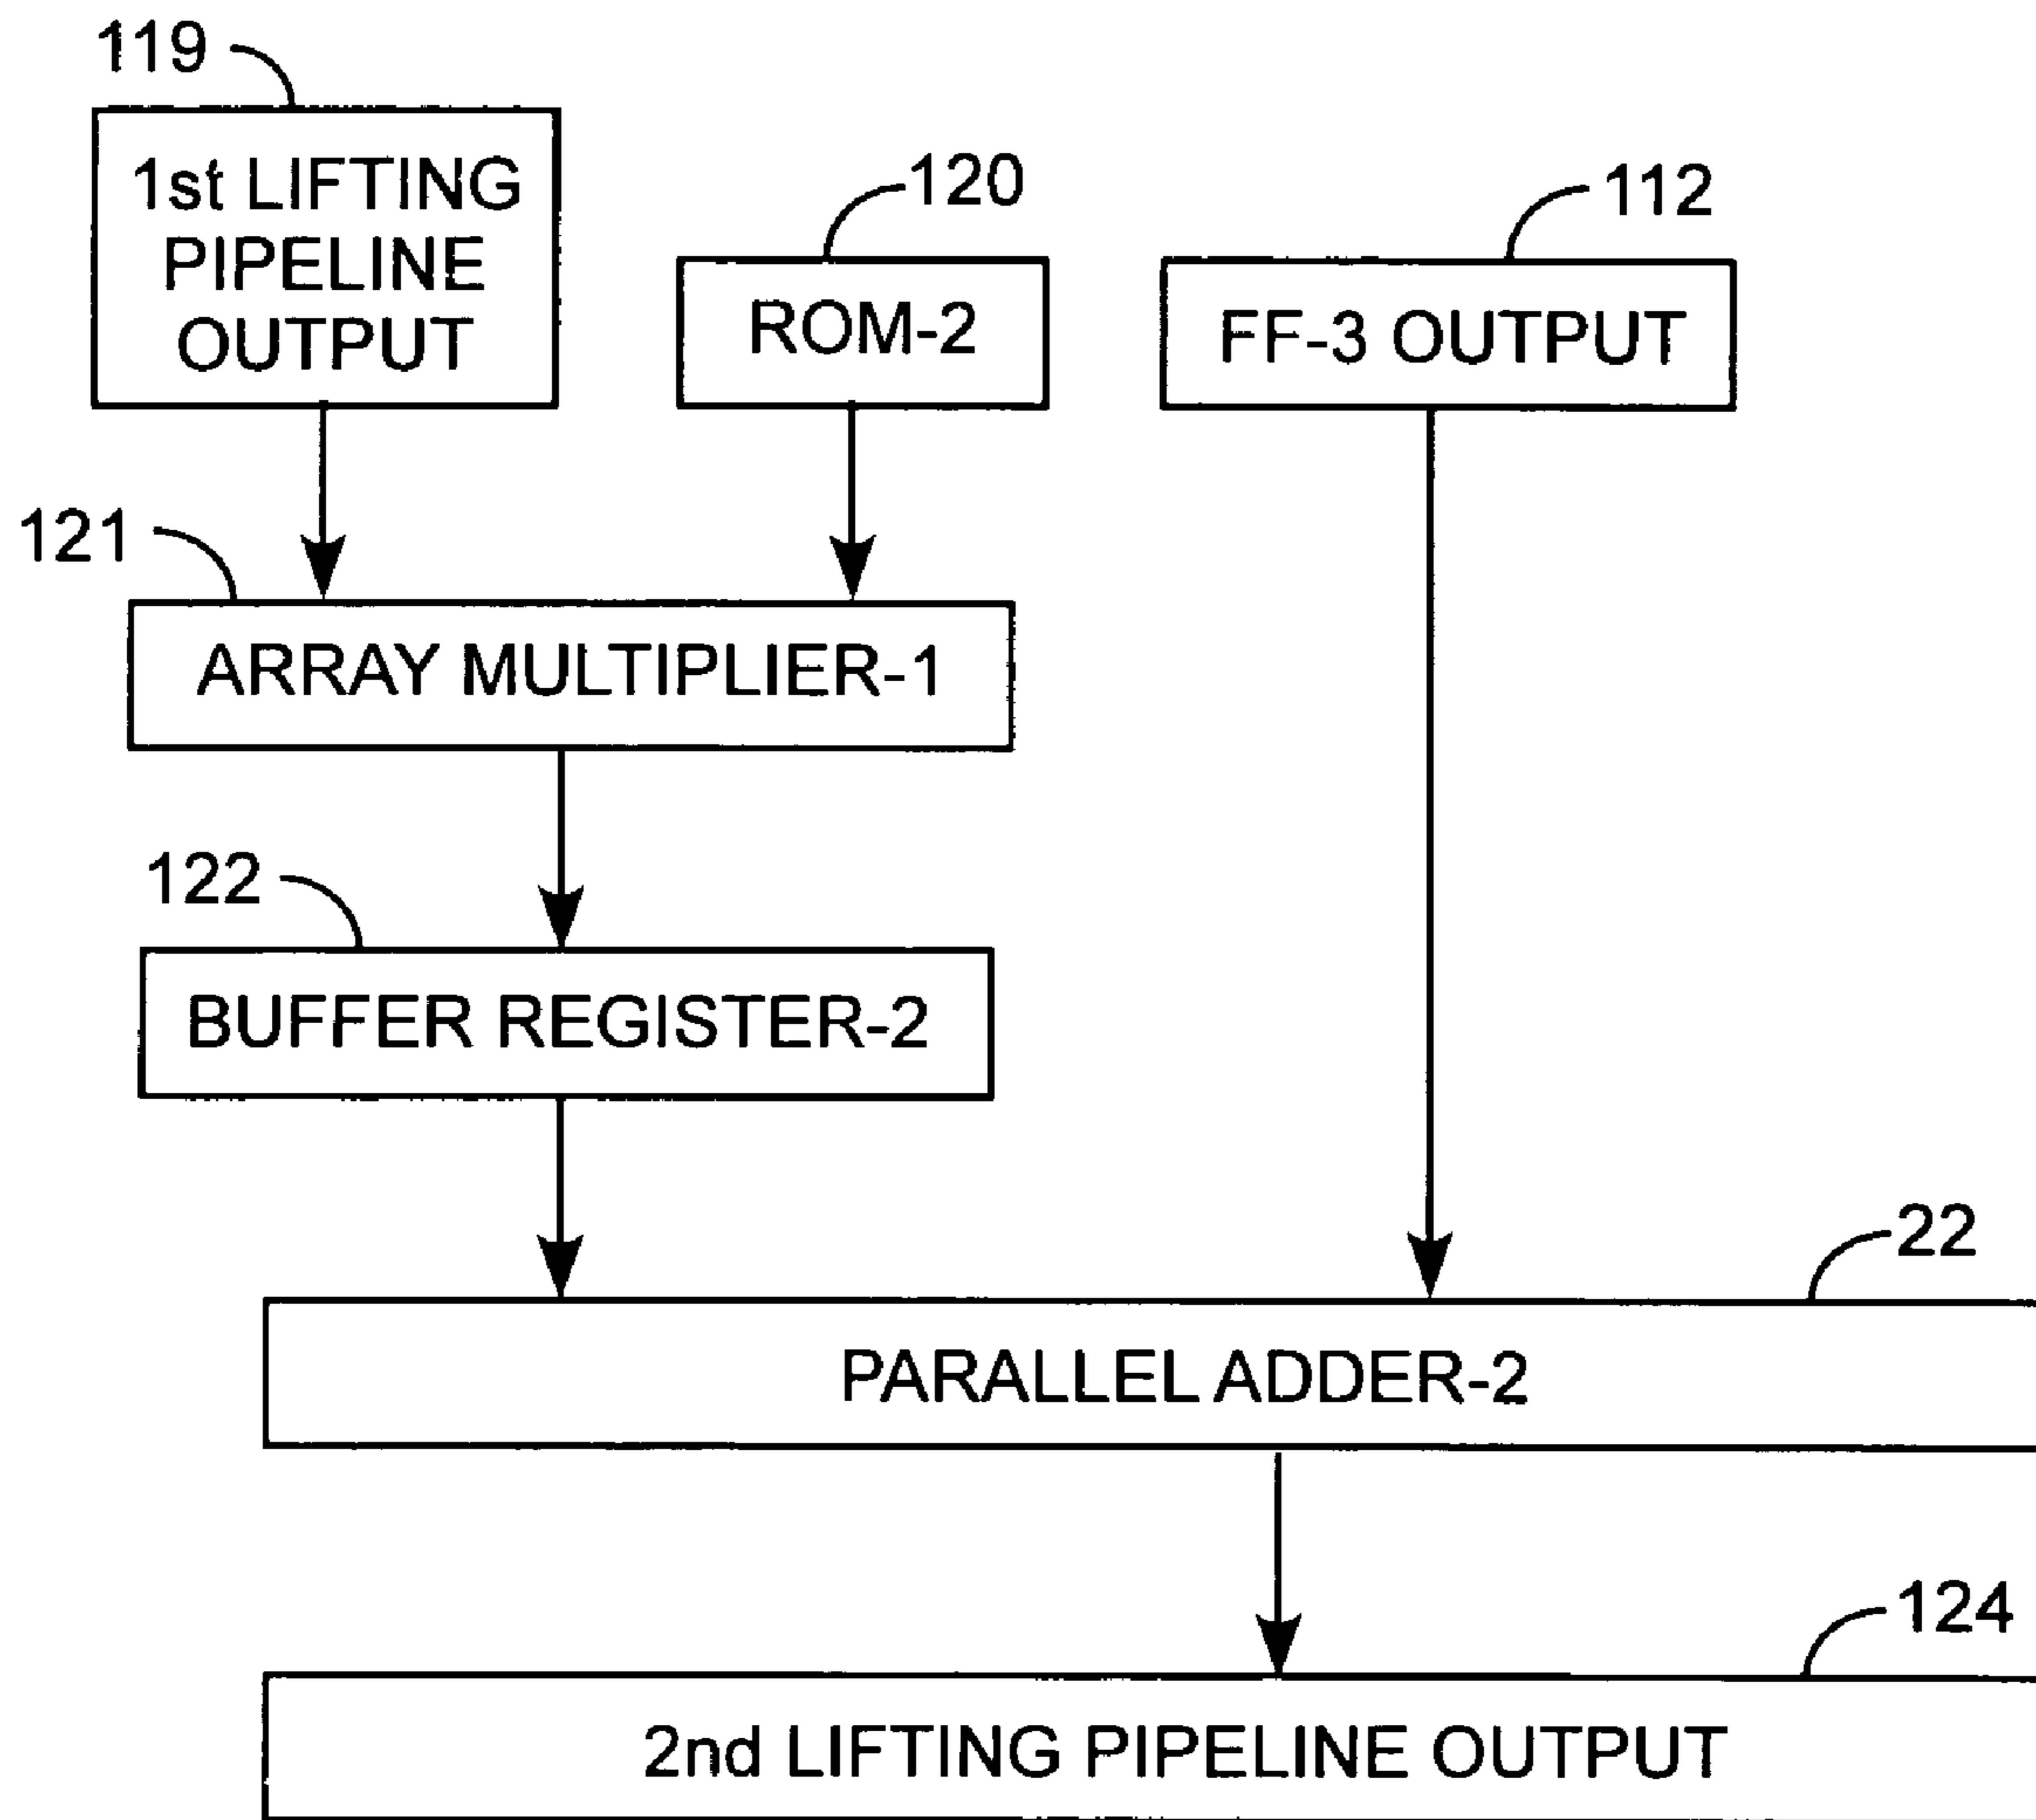 119
1st LIFTING
PIPELINE
OUTPUT
120
ROM-2
112
FF-3 OUTPUT
121
ARRAY MULTIPLIER-1
122
BUFFER REGISTER-2
22
PARALLEL ADDER-2
124
2nd LIFTING PIPELINE OUTPUT